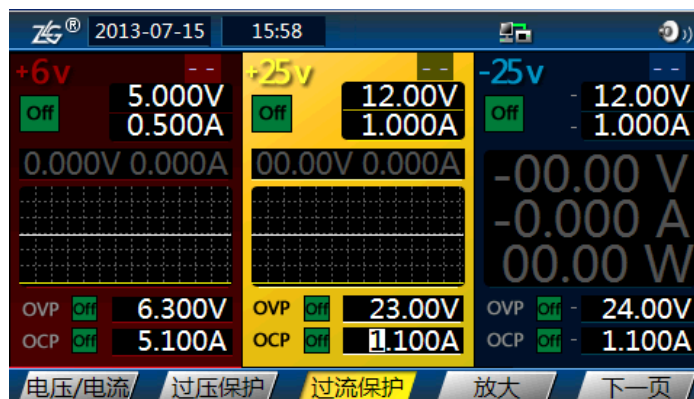 ZLG® 2013-07-15 15:58
+6v -- +25v -- -25v --
Off 5.000V Off 12.00V Off - 12.00V
0.500A 1.000A - 1.000A
0.000V 0.000A 00.00V 0.000A -00.00 V
-0.000 A
00.00 W
OVP Off 6.300V OVP Off 23.00V OVP Off - 24.00V
OCP Off 5.100A OCP Off 1.100A OCP Off - 1.100A
电压/电流 过压保护 过流保护 放大 下一页